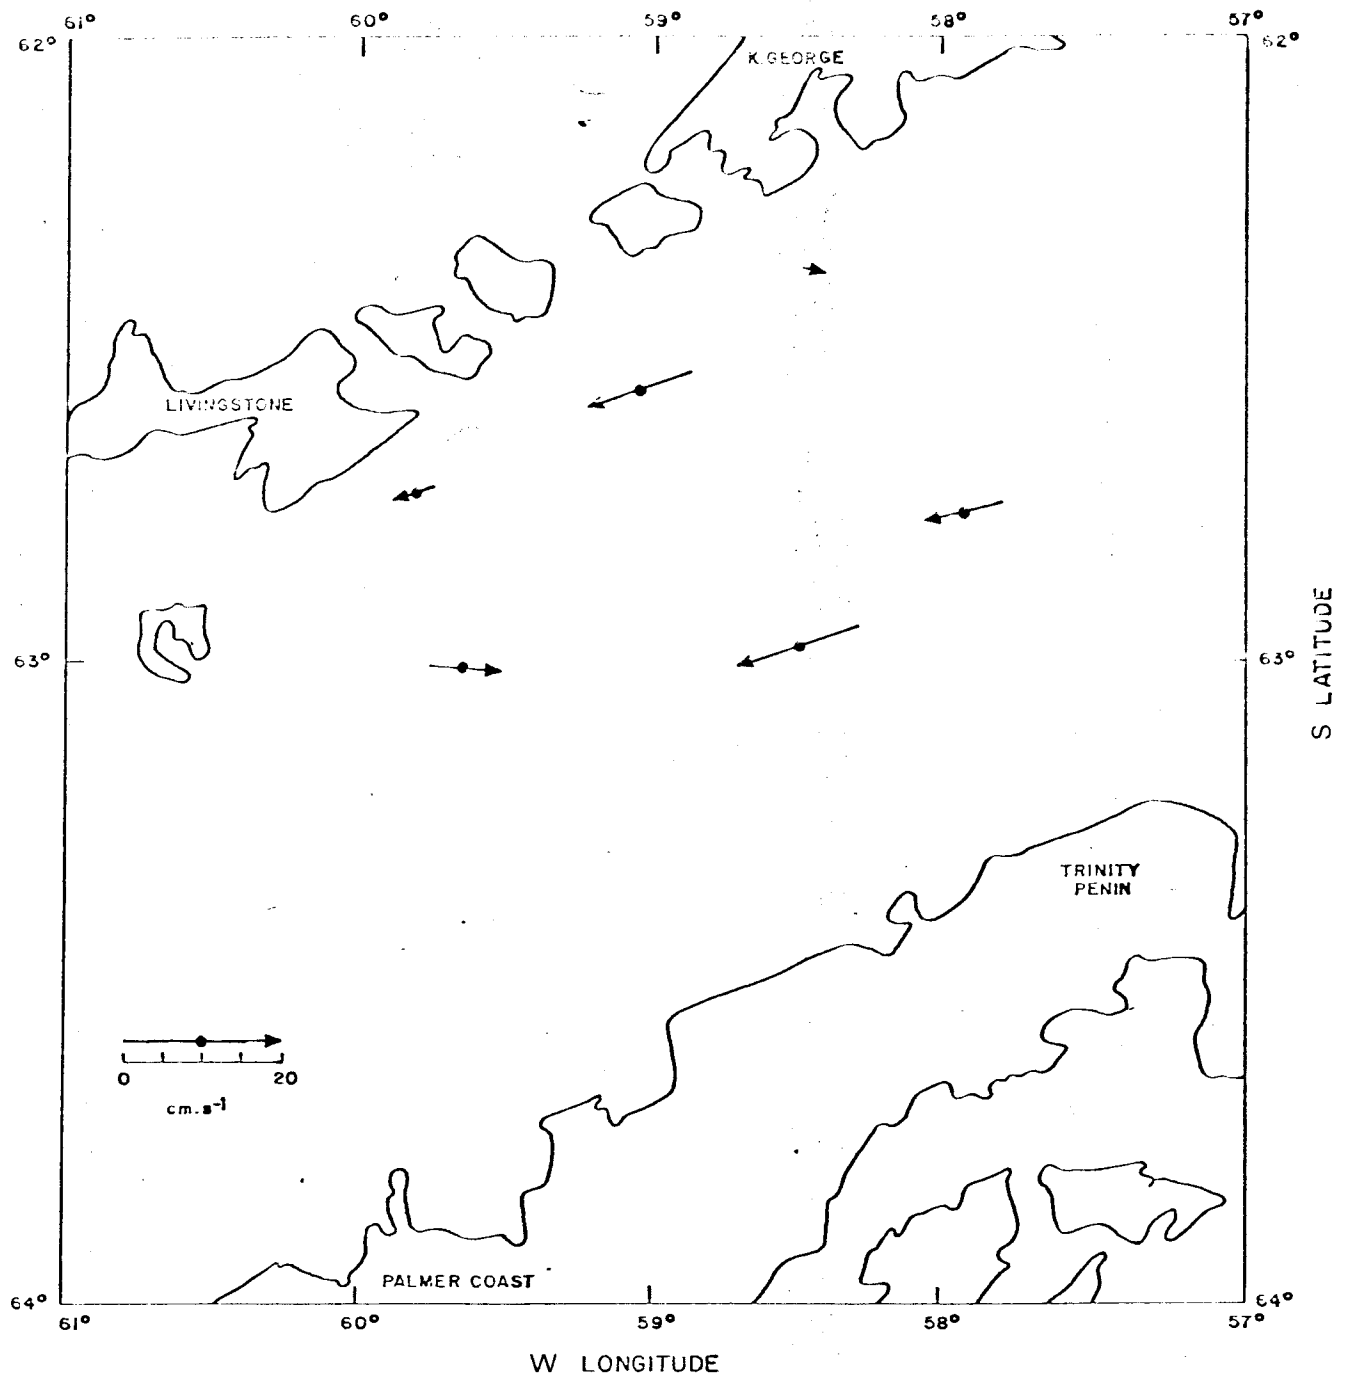 61° 60° 59° 58° 57°
62° 62°
K. GEORGE
LIVINGSTONE
63° 63°
S LATITUDE
TRINITY
PENIN
0 20
cm.s⁻¹
PALMER COAST
64° 64°
61° 60° 59° 58° 57°
W LONGITUDE